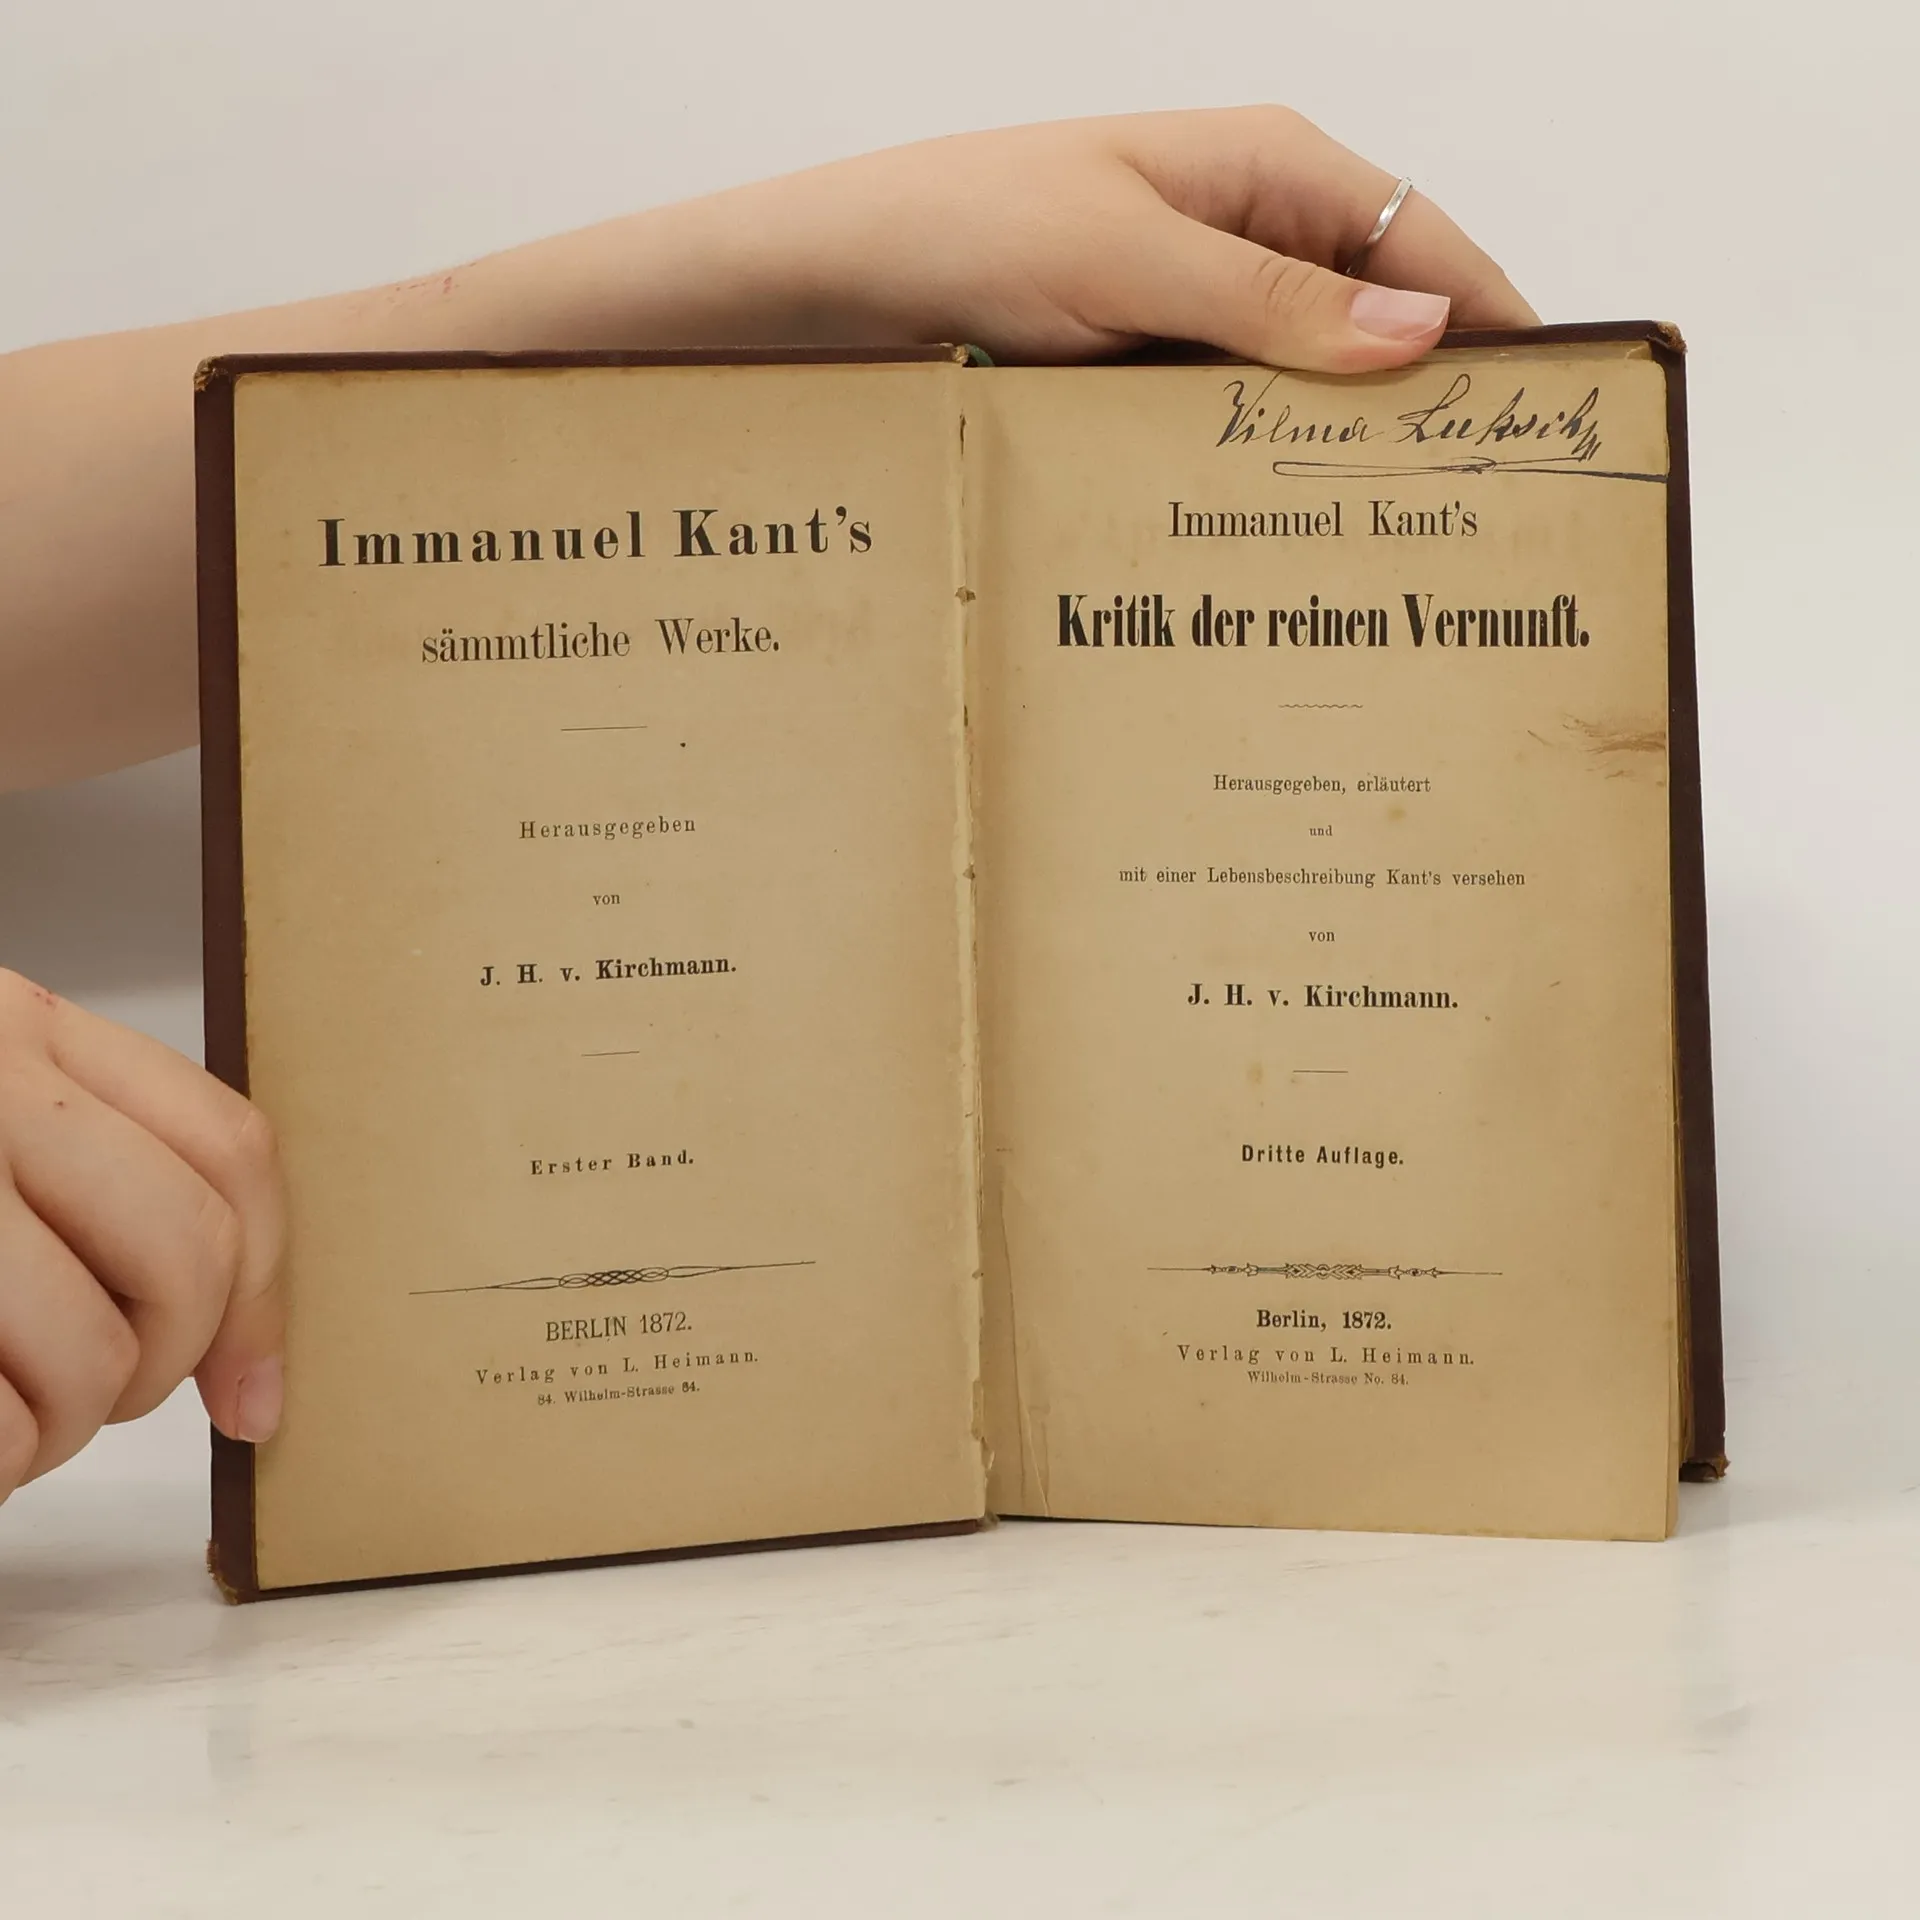 Immanuel Kant's
sämmtliche Werke.
Herausgegeben
von
J. H. v. Kirchmann.
Erster Band.
BERLIN 1872.
Verlag von L. Heimann.
84. Wilhelm-Strasse 84.
Vilma Luksch
Immanuel Kant's
Kritik der reinen Vernunft.
Herausgegeben, erläutert
und
mit einer Lebensbeschreibung Kant's versehen
von
J. H. v. Kirchmann.
Dritte Auflage.
Berlin, 1872.
Verlag von L. Heimann.
Wilhelm-Strasse No. 84.